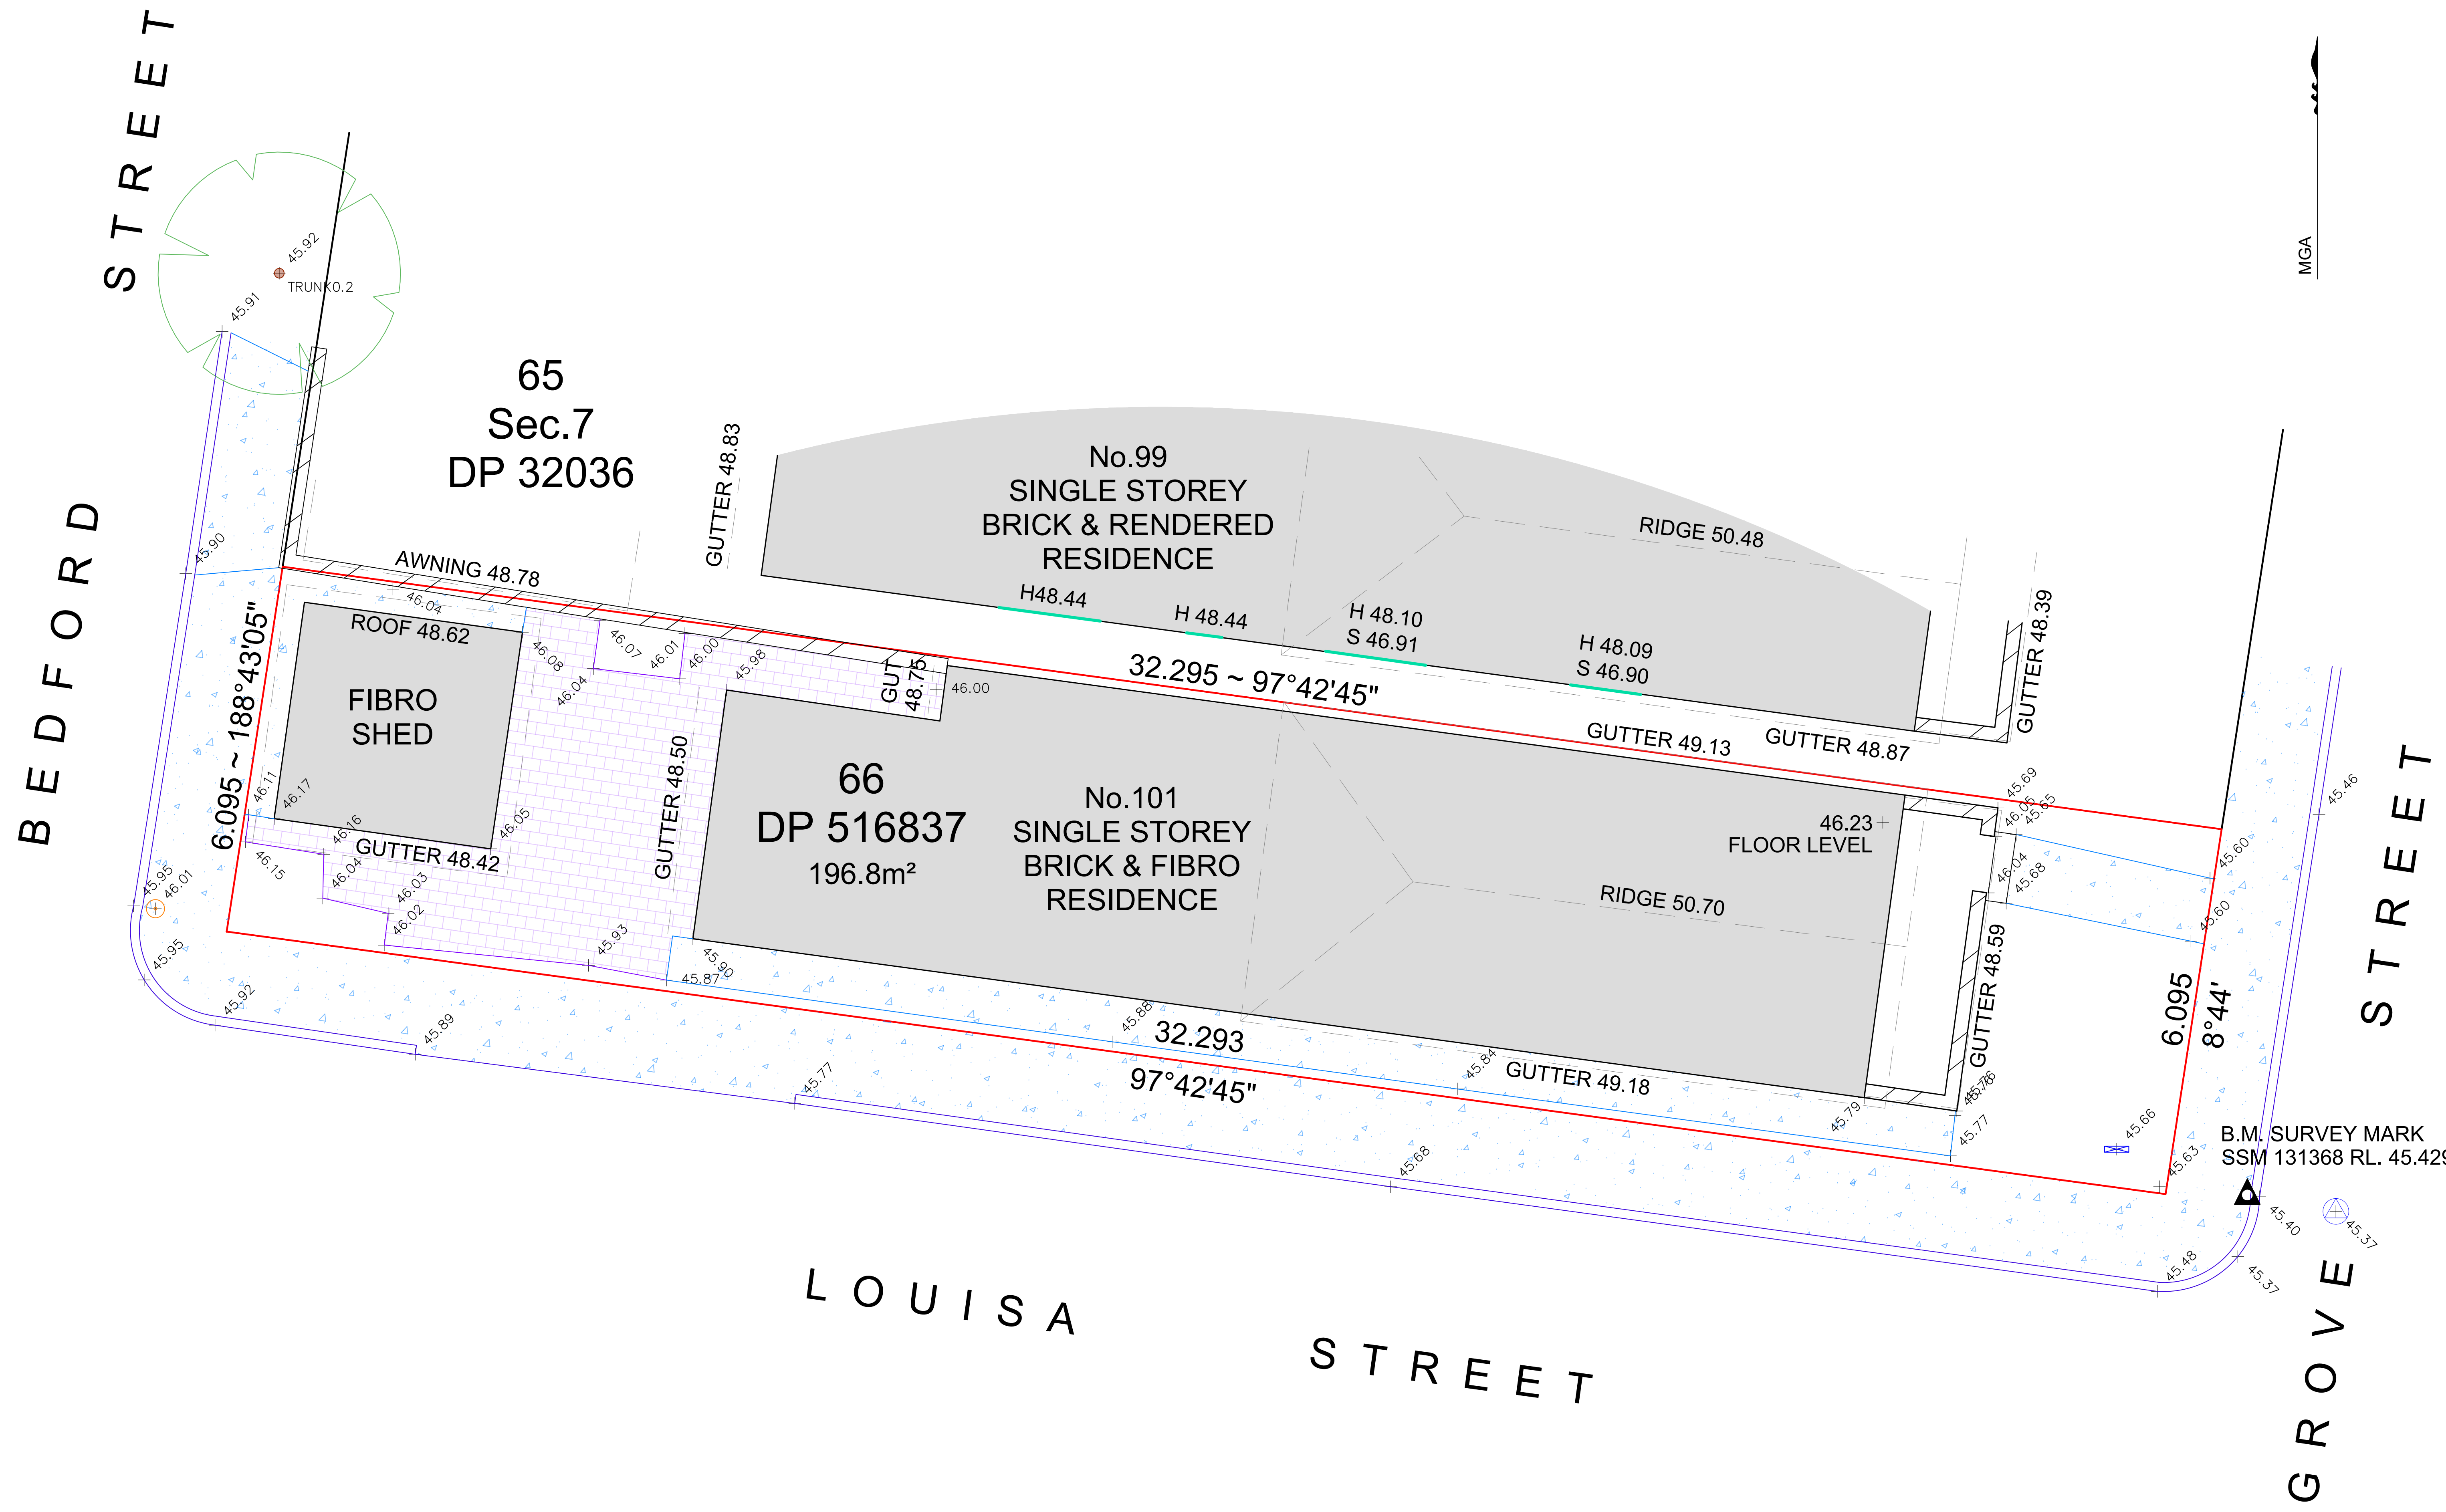 STREET
BEDFORD
MGA
45.92
TRUNK0.2
45.91
45.90
65
Sec.7
DP 32036
GUTTER 48.83
No.99
SINGLE STOREY
BRICK & RENDERED
RESIDENCE
RIDGE 50.48
H48.44
H 48.44
H 48.10
S 46.91
H 48.09
S 46.90
GUTTER 48.39
AWNING 48.78
46.04
ROOF 48.62
FIBRO
SHED
6.095 ~ 188°43'05"
46.07
46.01
46.00
45.98
46.08
46.04
GUT
48.75
46.00
32.295 ~ 97°42'45"
GUTTER 49.13
GUTTER 48.87
GUTTER 48.50
66
DP 516837
196.8m²
No.101
SINGLE STOREY
BRICK & FIBRO
RESIDENCE
46.23
FLOOR LEVEL
RIDGE 50.70
45.69
46.05
45.65
45.46
45.60
46.04
45.68
45.60
46.11
46.17
46.16
46.05
GUTTER 48.42
46.15
46.04
46.03
46.02
45.95
46.01
45.95
45.92
45.93
45.90
45.87
45.89
45.88
32.293
97°42'45"
45.77
45.84
GUTTER 49.18
GUTTER 48.59
6.095
8°44'
45.79
45.76
45.77
45.68
45.66
45.63
B.M. SURVEY MARK
SSM 131368 RL. 45.429
45.40
45.37
45.48
45.37
LOUISA STREET
GROVE STREET